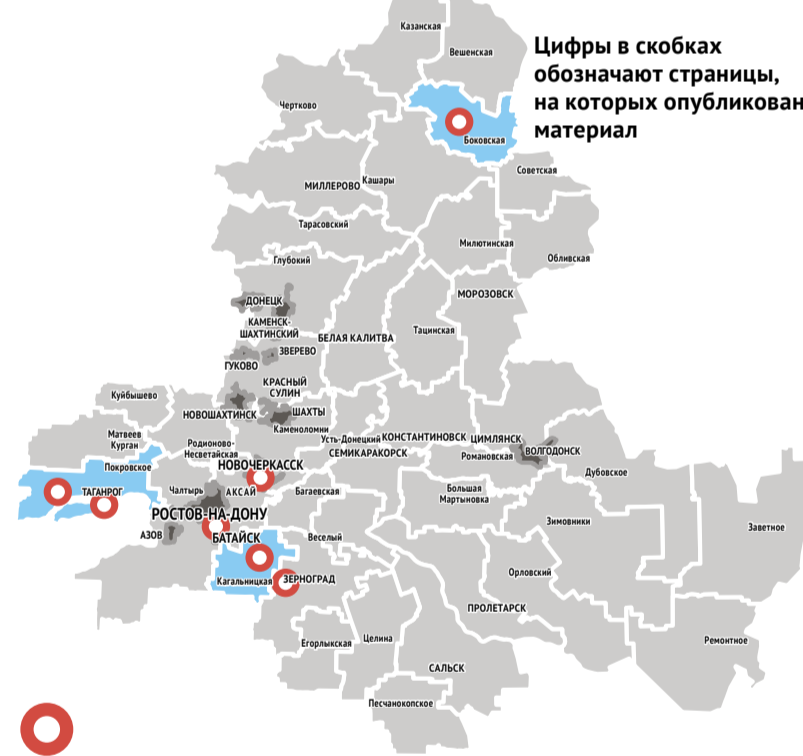 Казанская
Вешенская
Цифры в скобках
обозначают страницы,
на которых опубликован
материал
Чертково
Боковская
Советская
МИЛЛЕРОВО
Кашары
Тарасовский
Милютинская
Обливская
Глубокий
МОРОЗОВСК
ДОНЕЦК
КАМЕНСК-
ШАХТИНСКИЙ
БЕЛАЯ КАЛИТВА
Тацинская
ЗВЕРЕВО
ГУКОВО
КРАСНЫЙ
СУЛИН
Куйбышево
НОВОШАХТИНСК
ШАХТЫ
Каменоломни
Матвеев
Курган
Родионово-
Несветайская
Усть-Донецкий
КОНСТАНТИНОВСК
ЦИМЛЯНСК
СЕМИКАРАКОРСК
Романовская
ВОЛГОДОНСК
Покровское
НОВОЧЕРКАССК
Дубовское
ТАГАНРОГ
Чалтырь
АКСАЙ
Багаевская
Большая
Мартыновка
РОСТОВ-НА-ДОНУ
Зимовники
Заветное
АЗОВ
БАТАЙСК
Веселый
Кагальницкая
ЗЕРНОГРАД
Орловский
ПРОЛЕТАРСК
Егорлыкская
Целина
Ремонтное
САЛЬСК
Песчанокопское